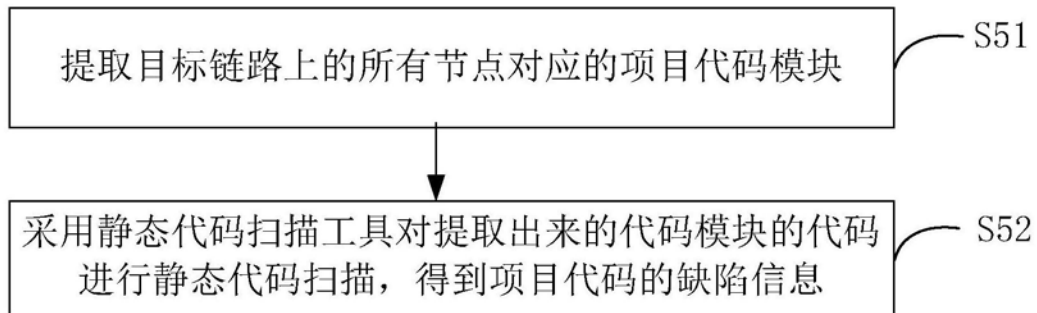 提取目标链路上的所有节点对应的项目代码模块
S51
采用静态代码扫描工具对提取出来的代码模块的代码
进行静态代码扫描，得到项目代码的缺陷信息
S52